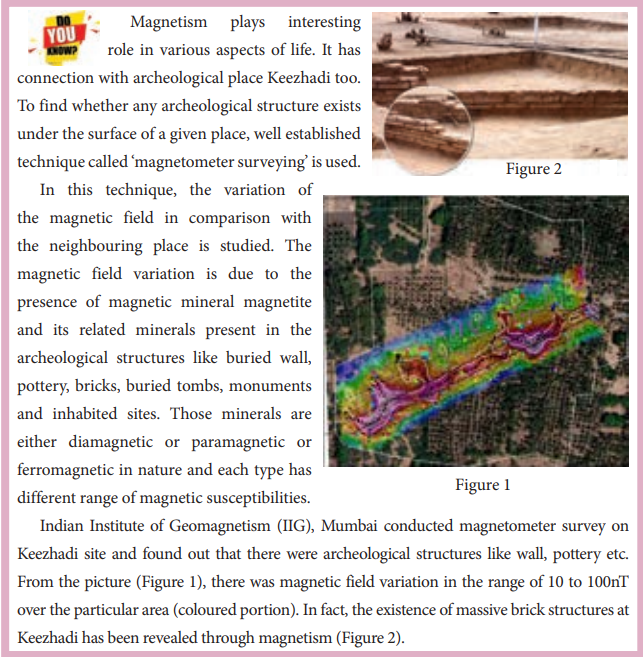 DO
YOU
KNOW?
Magnetism plays interesting
role in various aspects of life. It has
connection with archeological place Keezhadi too.
To find whether any archeological structure exists
under the surface of a given place, well established
technique called ‘magnetometer surveying’ is used.
Figure 2
In this technique, the variation of
the magnetic field in comparison with
the neighbouring place is studied. The
magnetic field variation is due to the
presence of magnetic mineral magnetite
and its related minerals present in the
archeological structures like buried wall,
pottery, bricks, buried tombs, monuments
and inhabited sites. Those minerals are
either diamagnetic or paramagnetic or
ferromagnetic in nature and each type has
different range of magnetic susceptibilities.
Figure 1
Indian Institute of Geomagnetism (IIG), Mumbai conducted magnetometer survey on
Keezhadi site and found out that there were archeological structures like wall, pottery etc.
From the picture (Figure 1), there was magnetic field variation in the range of 10 to 100nT
over the particular area (coloured portion). In fact, the existence of massive brick structures at
Keezhadi has been revealed through magnetism (Figure 2).